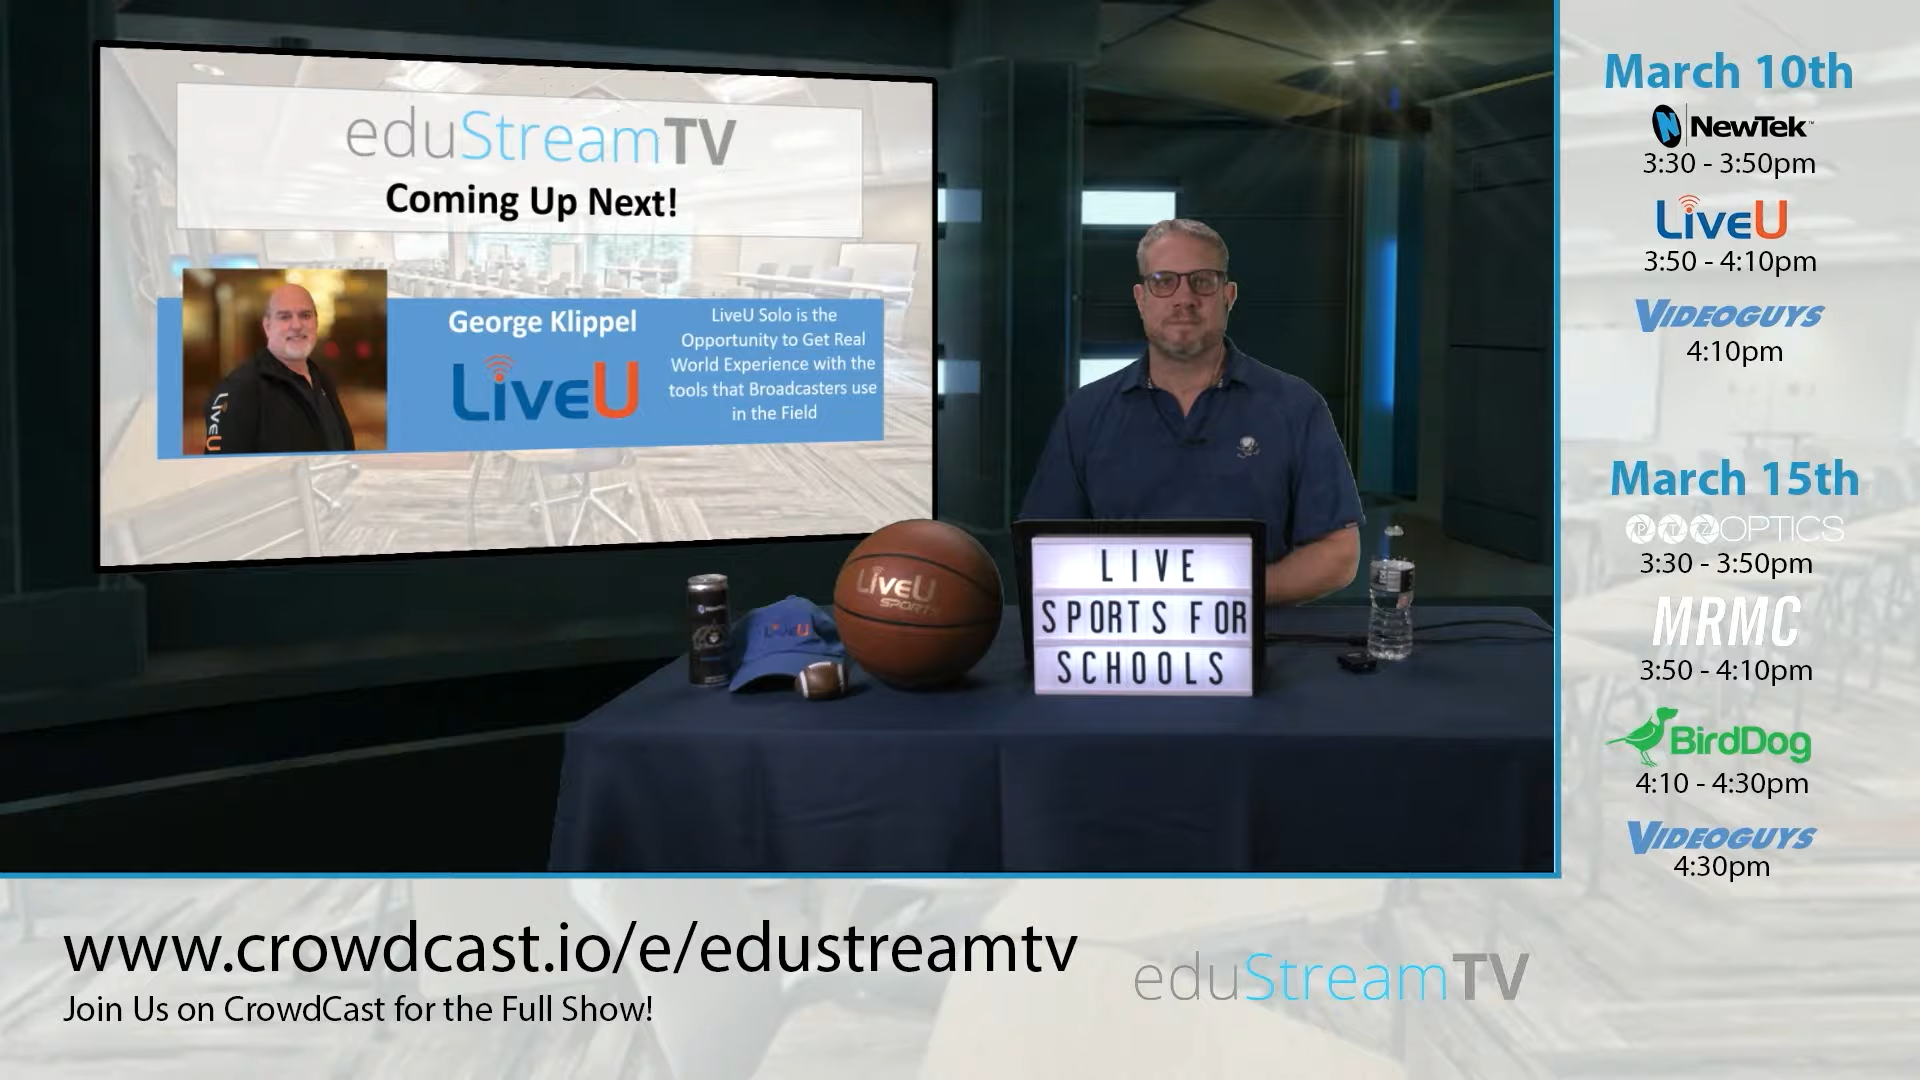 eduStreamTV
Coming Up Next!
George Klippel
LiveU
LiveU Solo is the
Opportunity to Get Real
World Experience with the
tools that Broadcasters use
in the Field
LiveU
LiveU
LiveU
SPORTS
LIVE
SPORTS FOR
SCHOOLS
March 10th
NewTek™
3:30 - 3:50pm
LiveU
3:50 - 4:10pm
VIDEOGUYS
4:10pm
March 15th
PTZOPTICS
3:30 - 3:50pm
MRMC
3:50 - 4:10pm
BirdDog
4:10 - 4:30pm
VIDEOGUYS
4:30pm
www.crowdcast.io/e/edustreamtv
Join Us on CrowdCast for the Full Show!
eduStreamTV